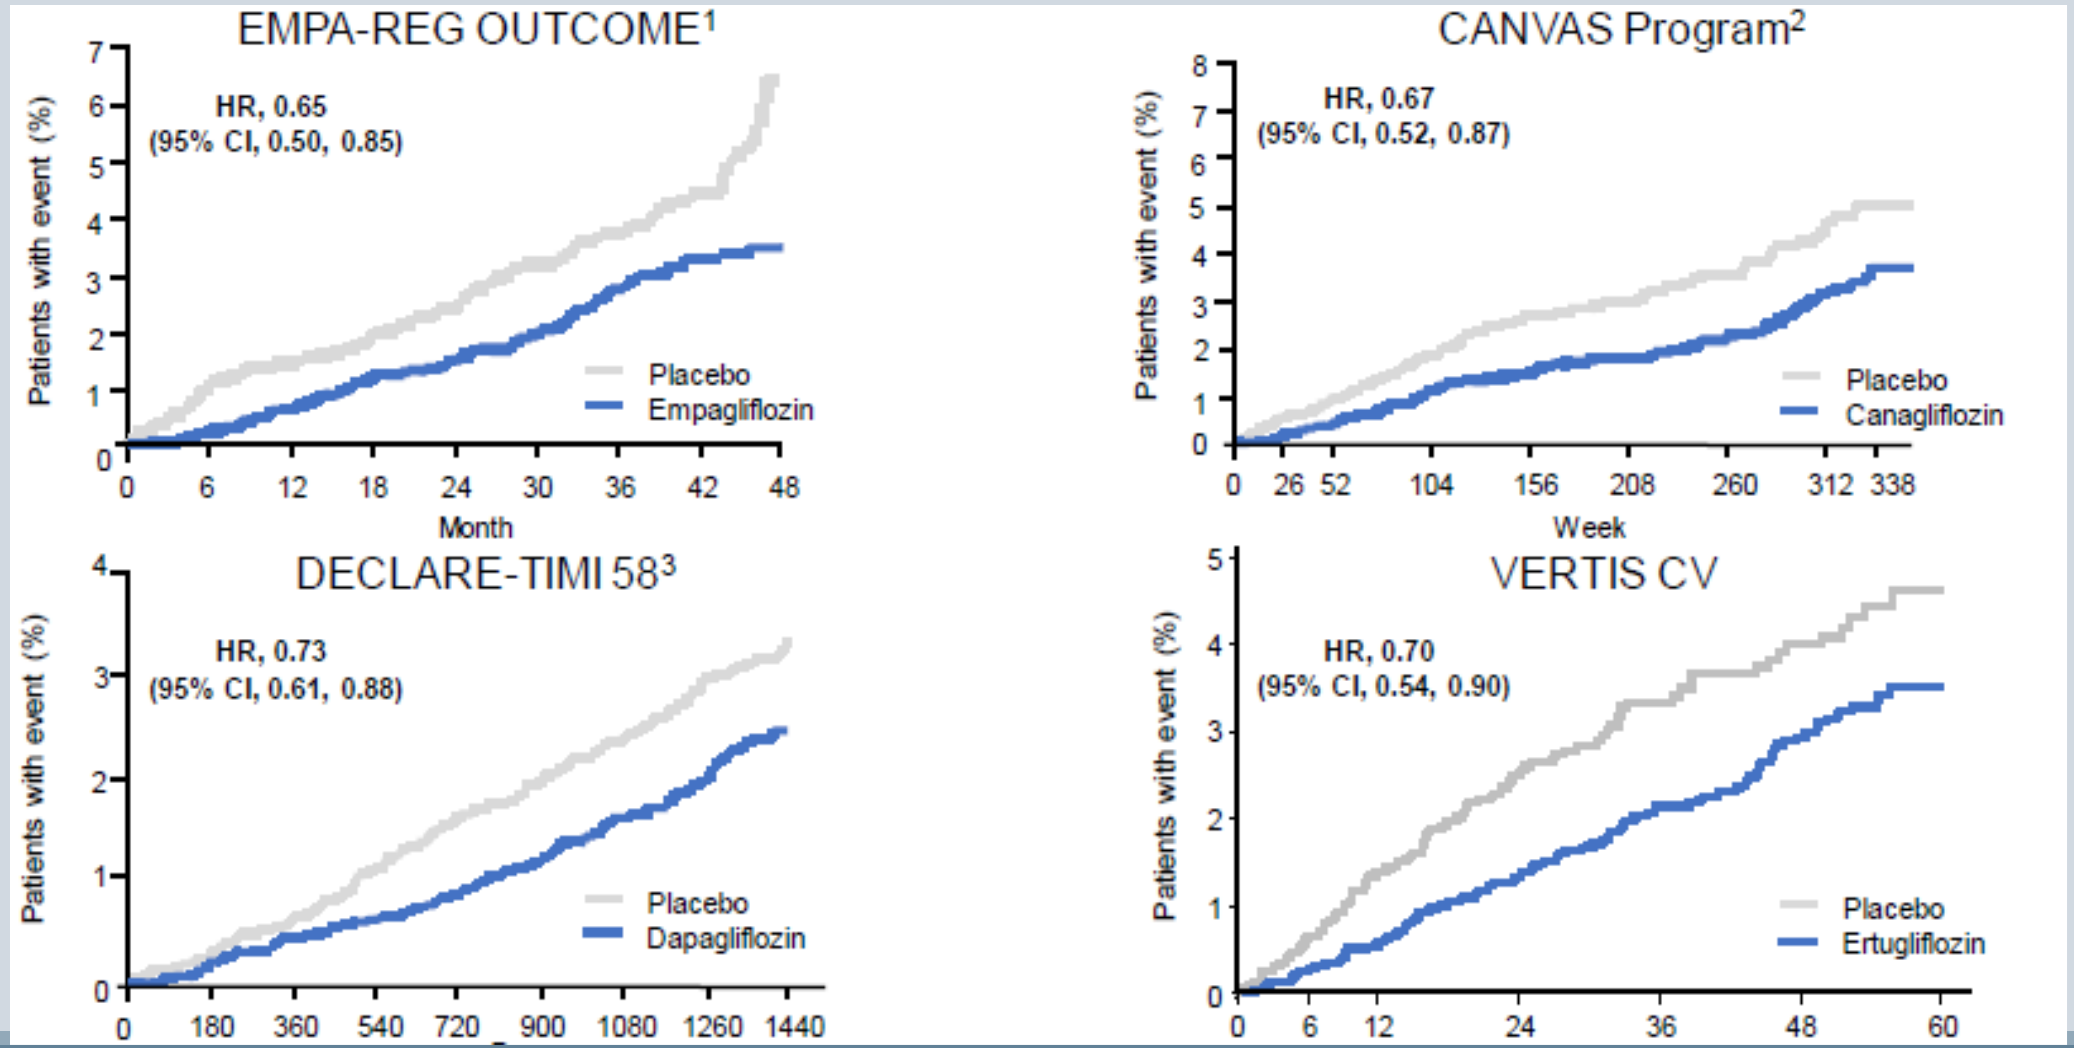 EMPA-REG OUTCOME¹
Patients with event (%)
7
6
5
4
3
2
1
0
HR, 0.65
(95% CI, 0.50, 0.85)
Placebo
Empagliflozin
0 6 12 18 24 30 36 42 48
Month
CANVAS Program²
Patients with event (%)
8
7
6
5
4
3
2
1
0
HR, 0.67
(95% CI, 0.52, 0.87)
Placebo
Canagliflozin
0 26 52 104 156 208 260 312 338
Week
DECLARE-TIMI 58³
Patients with event (%)
4
3
2
1
0
HR, 0.73
(95% CI, 0.61, 0.88)
Placebo
Dapagliflozin
0 180 360 540 720 900 1080 1260 1440
VERTIS CV
Patients with event (%)
5
4
3
2
1
0
HR, 0.70
(95% CI, 0.54, 0.90)
Placebo
Ertugliflozin
0 6 12 24 36 48 60